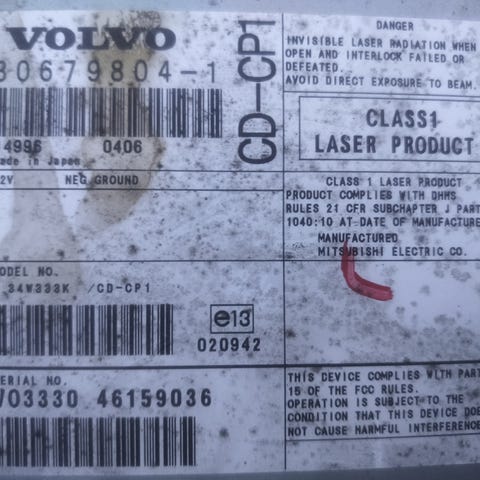 VOLVO
30679804-1
CD-CP1
4996 0406
Made in Japan
12V NEG GROUND
MODEL NO.
34W333K /CD-CP1
e13
020942
SERIAL NO.
V03330 46159036
DANGER
INVISIBLE LASER RADIATION WHEN
OPEN AND INTERLOCK FAILED OR
DEFEATED.
AVOID DIRECT EXPOSURE TO BEAM.
CLASS1
LASER PRODUCT
CLASS 1 LASER PRODUCT
PRODUCT COMPLIES WITH DHHS
RULES 21 CFR SUBCHAPTER J PART
1040:10 AT DATE OF MANUFACTURE
MANUFACTURED
MITSUBISHI ELECTRIC CO.
THIS DEVICE COMPLIES WITH PART
15 OF THE FCC RULES.
OPERATION IS SUBJECT TO THE
CONDITION THAT THIS DEVICE DOE
NOT CAUSE HARMFUL INTERFERENCE